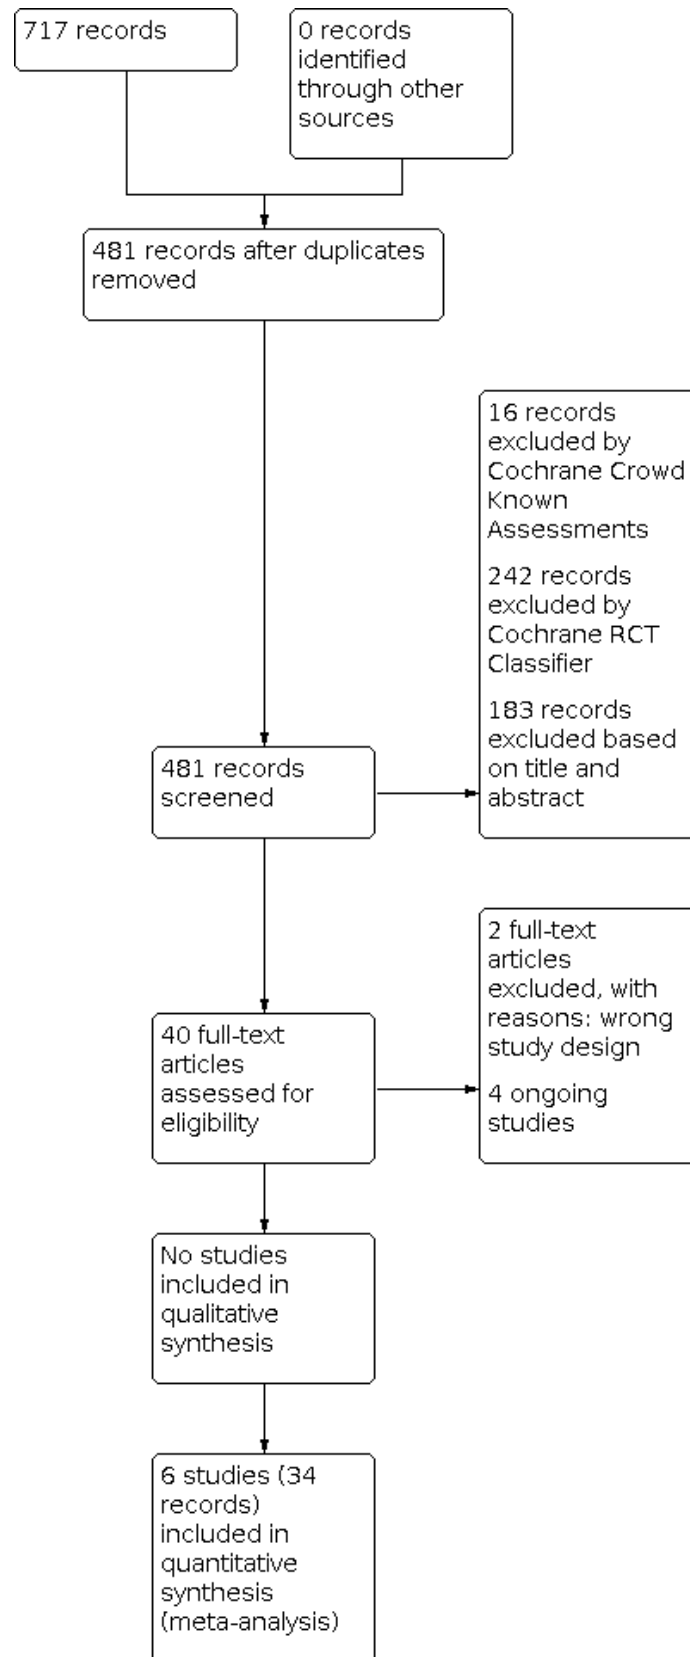 717 records
0 records
identified
through other
sources
481 records after duplicates
removed
16 records
excluded by
Cochrane Crowd
Known
Assessments
242 records
excluded by
Cochrane RCT
Classifier
183 records
excluded based
on title and
abstract
481 records
screened
2 full-text
articles
excluded, with
reasons: wrong
study design
4 ongoing
studies
40 full-text
articles
assessed for
eligibility
No studies
included in
qualitative
synthesis
6 studies (34
records)
included in
quantitative
synthesis
(meta-analysis)